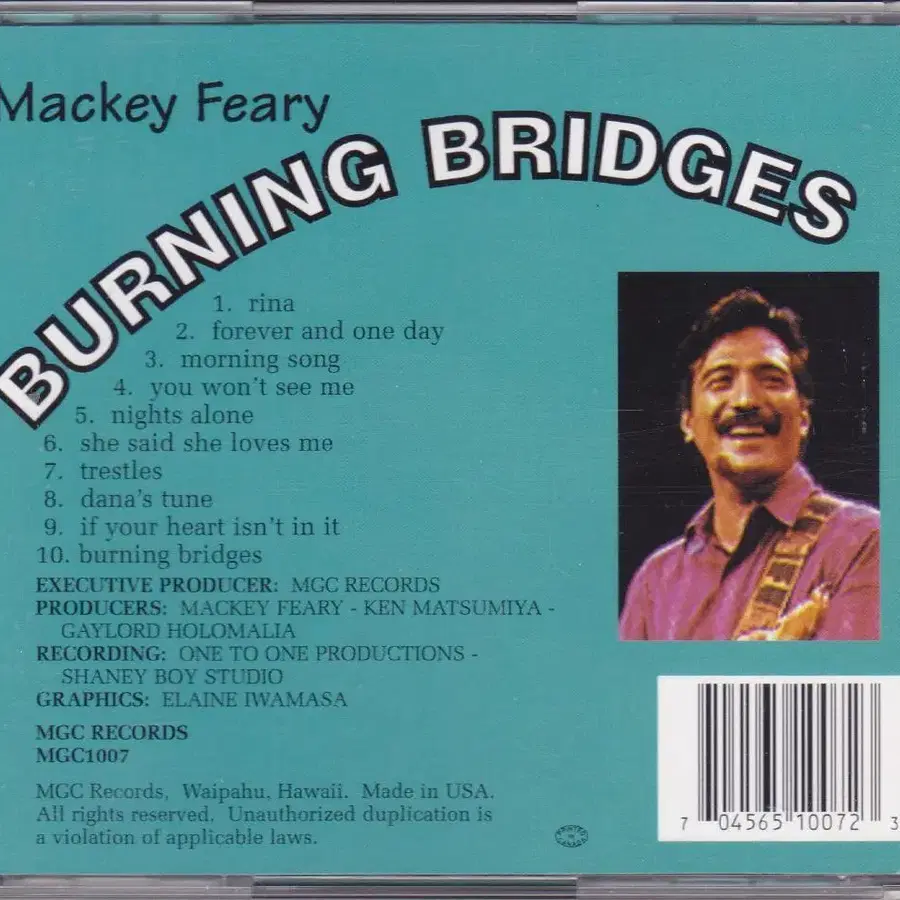 Mackey Feary
BURNING BRIDGES
1. rina
2. forever and one day
3. morning song
4. you won't see me
5. nights alone
6. she said she loves me
7. trestles
8. dana's tune
9. if your heart isn't in it
10. burning bridges
EXECUTIVE PRODUCER: MGC RECORDS
PRODUCERS: MACKEY FEARY - KEN MATSUMIYA -
GAYLORD HOLOMALIA
RECORDING: ONE TO ONE PRODUCTIONS -
SHANEY BOY STUDIO
GRAPHICS: ELAINE IWAMASA
MGC RECORDS
MGC1007
MGC Records, Waipahu, Hawaii. Made in USA.
All rights reserved. Unauthorized duplication is
a violation of applicable laws.
PRINTED IN CANADA
7 04565 10072 3